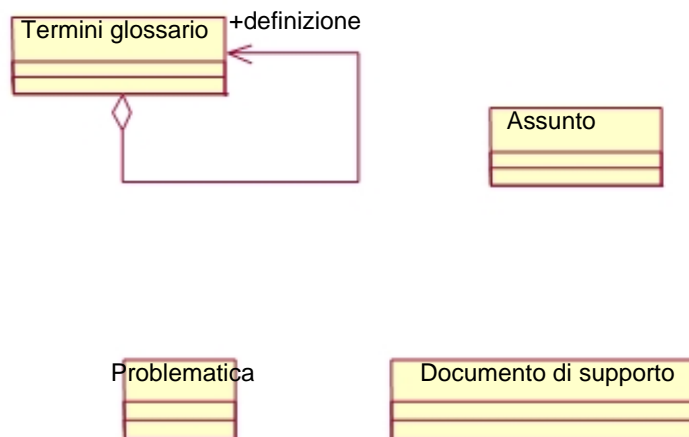 Termini glossario
+definizione
Assunto
Problematica
Documento di supporto